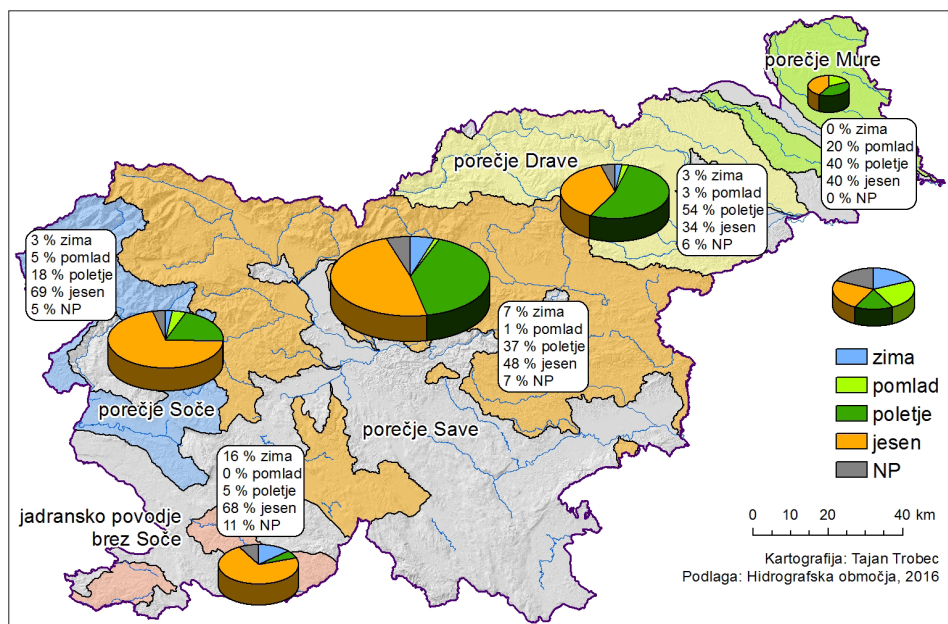 porečje Mure
0 % zima
20 % pomlad
40 % poletje
40 % jesen
0 % NP
porečje Drave
3 % zima
3 % pomlad
54 % poletje
34 % jesen
6 % NP
3 % zima
5 % pomlad
18 % poletje
69 % jesen
5 % NP
porečje Soče
7 % zima
1 % pomlad
37 % poletje
48 % jesen
7 % NP
porečje Save
16 % zima
0 % pomlad
5 % poletje
68 % jesen
11 % NP
jadransko povodje
brez Soče
zima
pomlad
poletje
jesen
NP
0 10 20 40 km
Kartografija: Tajan Trobec
Podlaga: Hidrografska območja, 2016